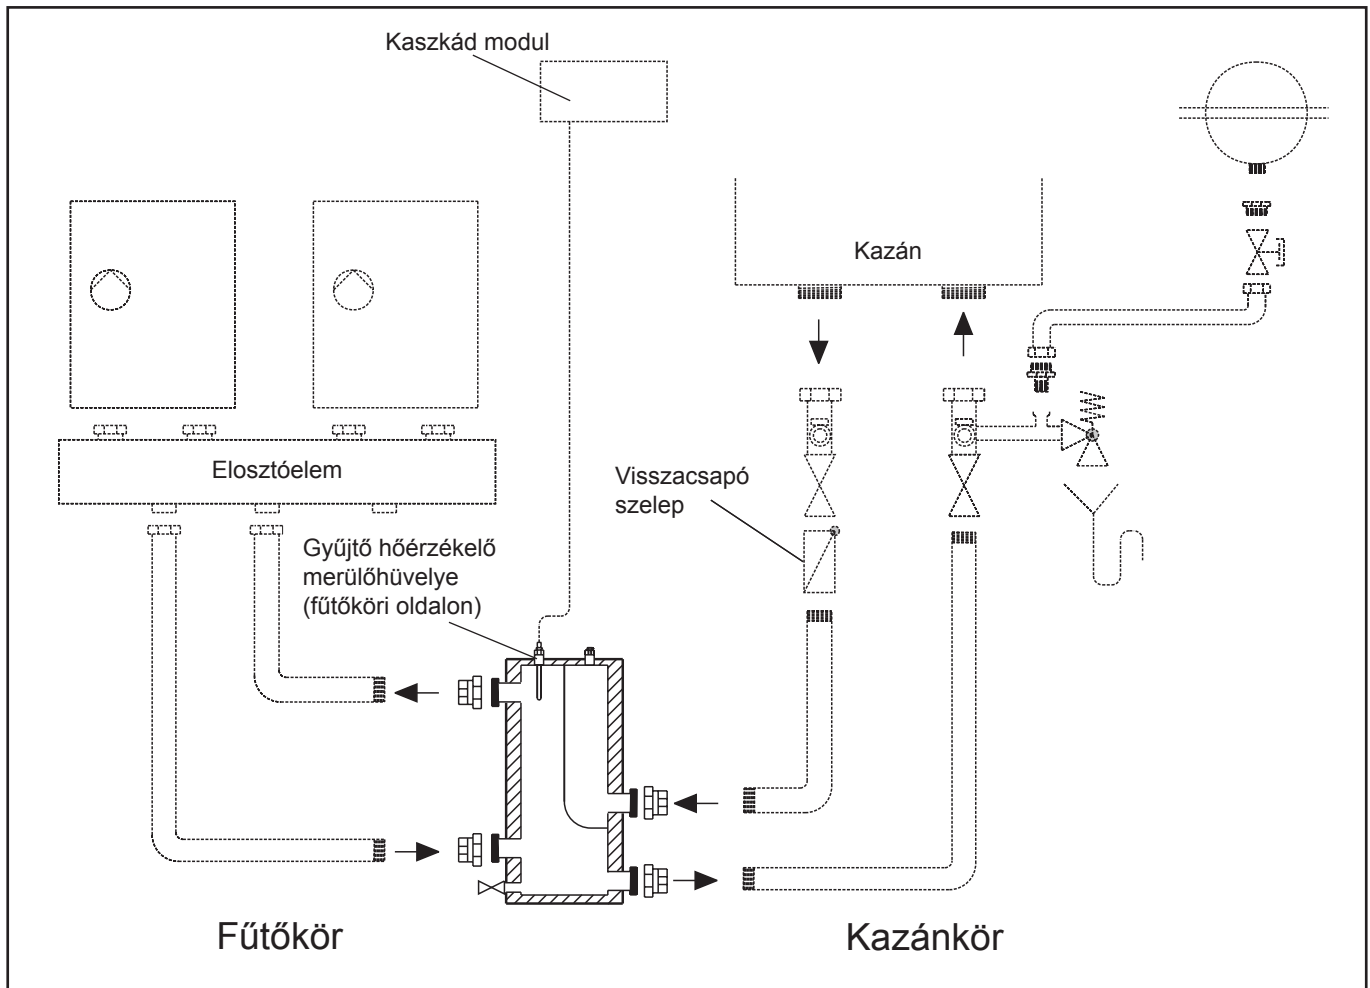 Kaszkád modul
Kazán
Elosztóelem
Visszacsapó
szelep
Gyűjtő hőérzékelő
merülőhüvelye
(fűtőköri oldalon)
Fűtőkör
Kazánkör